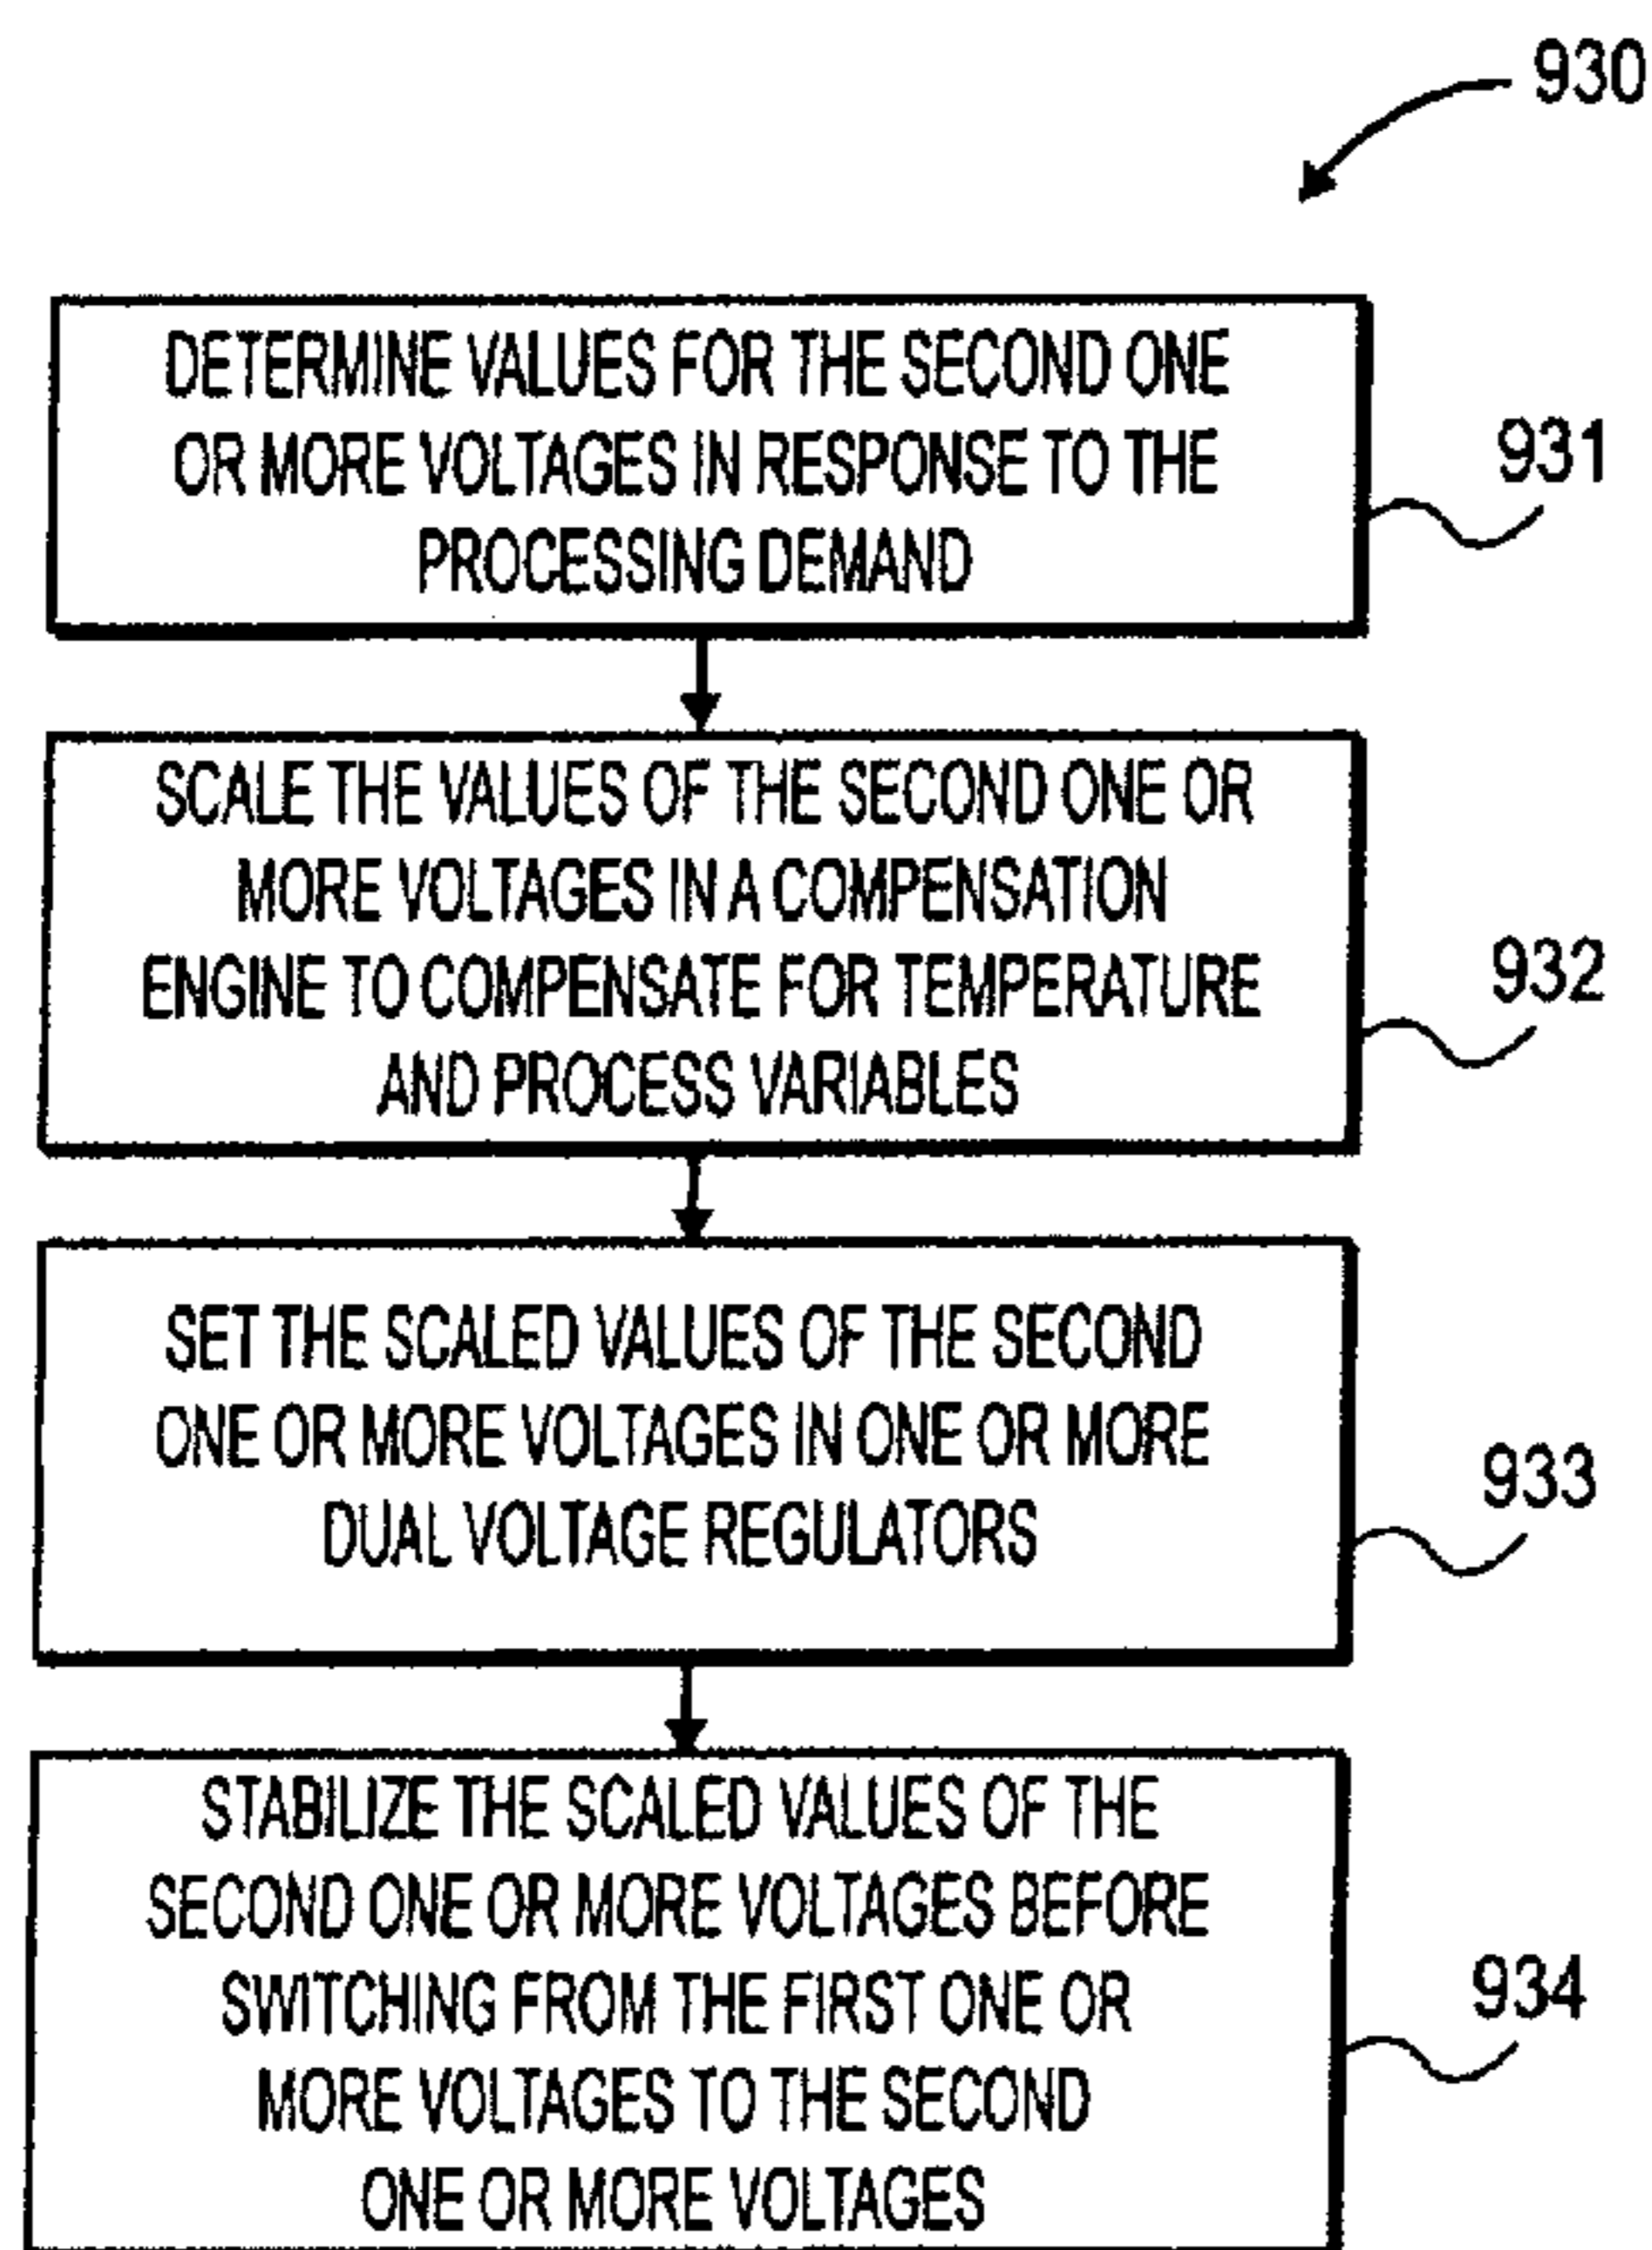 930
DETERMINE VALUES FOR THE SECOND ONE
OR MORE VOLTAGES IN RESPONSE TO THE
PROCESSING DEMAND
931
SCALE THE VALUES OF THE SECOND ONE OR
MORE VOLTAGES IN A COMPENSATION
ENGINE TO COMPENSATE FOR TEMPERATURE
AND PROCESS VARIABLES
932
SET THE SCALED VALUES OF THE SECOND
ONE OR MORE VOLTAGES IN ONE OR MORE
DUAL VOLTAGE REGULATORS
933
STABILIZE THE SCALED VALUES OF THE
SECOND ONE OR MORE VOLTAGES BEFORE
SWITCHING FROM THE FIRST ONE OR
MORE VOLTAGES TO THE SECOND
ONE OR MORE VOLTAGES
934